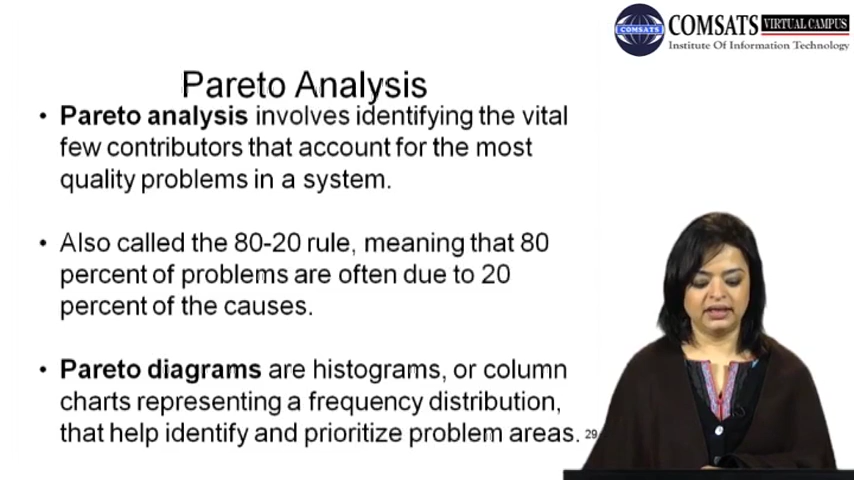 COMSATS VIRTUAL CAMPUS
COMSATS
Institute Of Information Technology
Pareto Analysis
• Pareto analysis involves identifying the vital
few contributors that account for the most
quality problems in a system.
• Also called the 80-20 rule, meaning that 80
percent of problems are often due to 20
percent of the causes.
• Pareto diagrams are histograms, or column
charts representing a frequency distribution,
that help identify and prioritize problem areas. 29